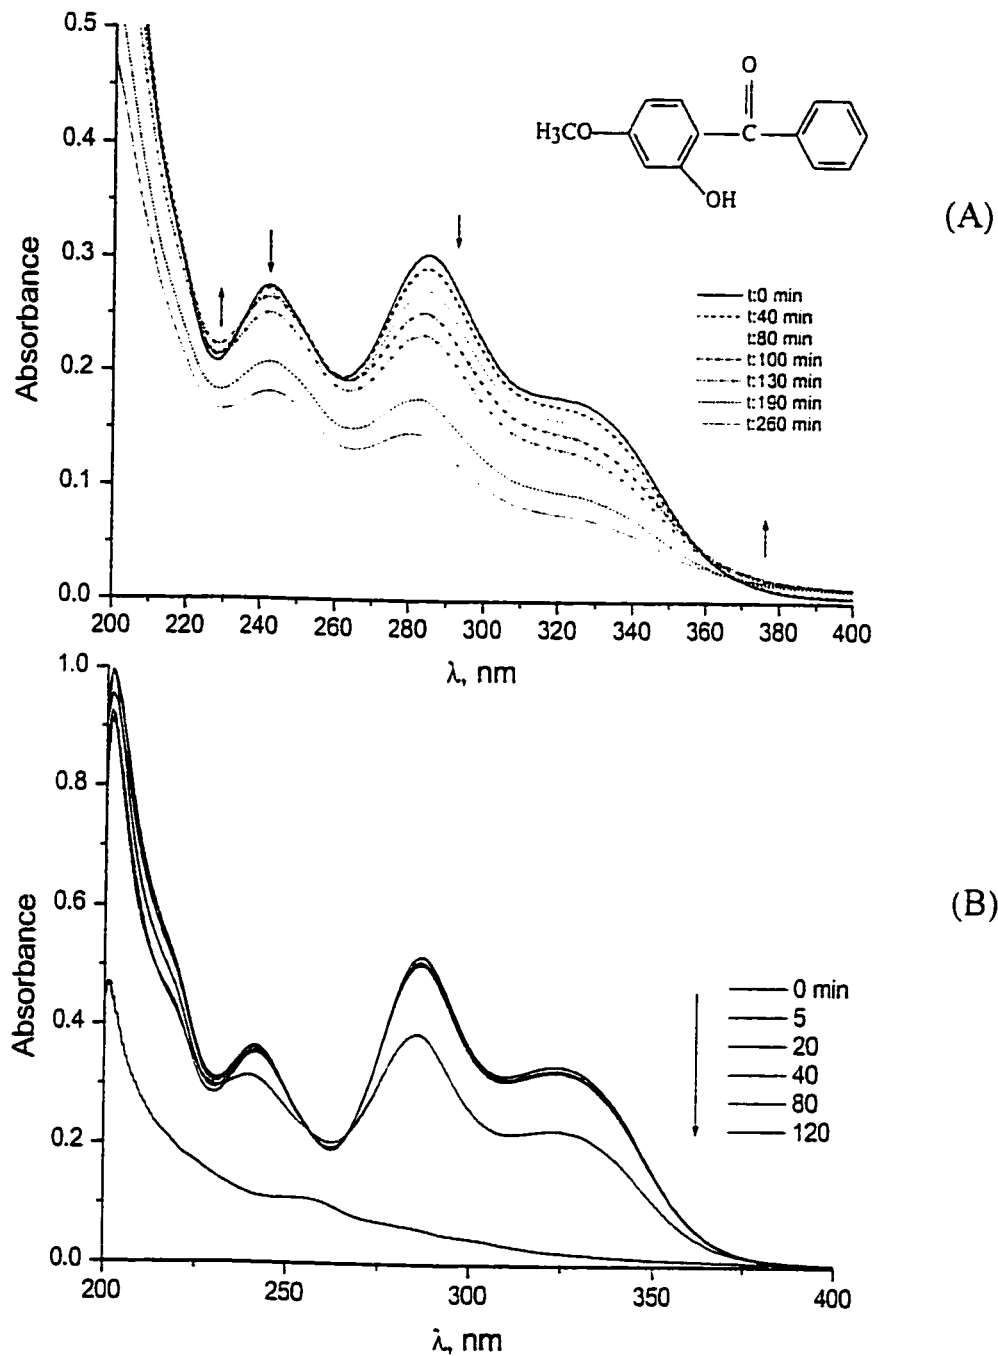 0.5
0.4
0.3
0.2
0.1
0.0
Absorbance
O
H3CO
C
OH
(A)
t:0 min
t:40 min
t:80 min
t:100 min
t:130 min
t:190 min
t:260 min
200 220 240 260 280 300 320 340 360 380 400
λ, nm
1.0
0.8
0.6
0.4
0.2
0.0
Absorbance
(B)
0 min
5
20
40
80
120
200 250 300 350 400
λ, nm